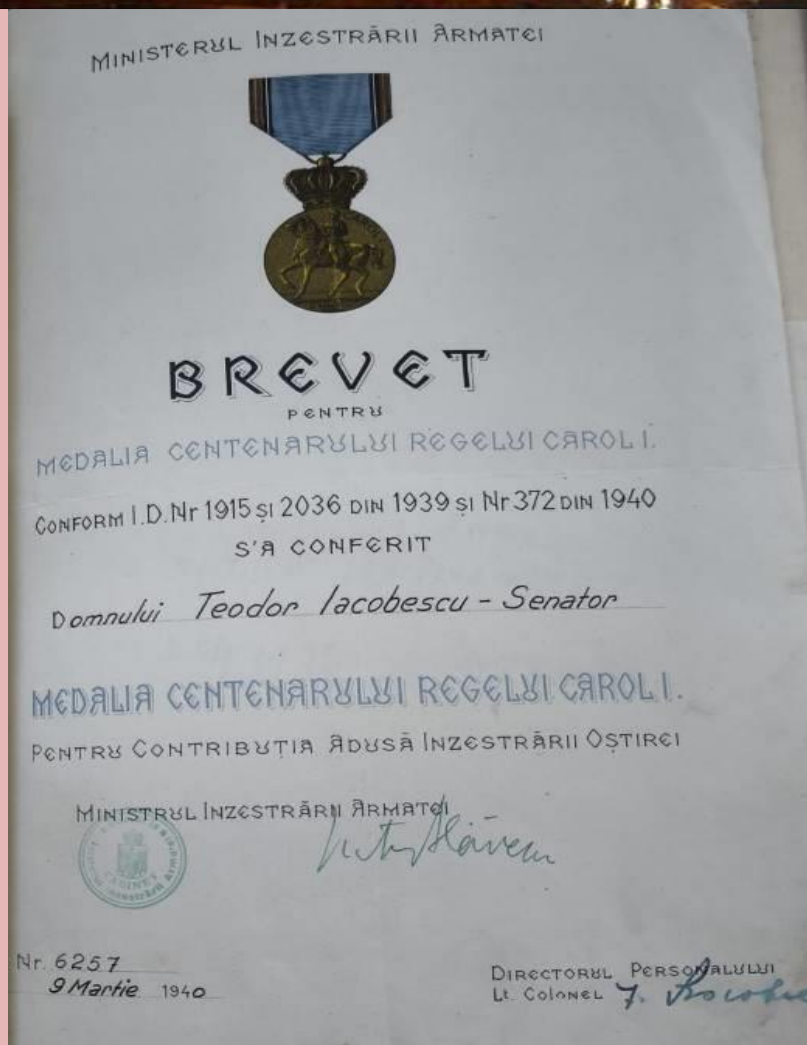 MINISTERUL INZESTRĂRII ARMATEI
BREVET
PENTRU
MEDALIA CENTENARULUI REGELUI CAROL I.
CONFORM I.D. Nr 1915 ȘI 2036 DIN 1939 ȘI Nr 372 DIN 1940
S'A CONFERIT
Domnului Teodor Iacobescu - Senator
MEDALIA CENTENARULUI REGELUI CAROL I.
PENTRU CONTRIBUȚIA ADUSĂ INZESTRĂRII OȘTIREI
MINISTRUL INZESTRĂRII ARMATEI
CABINET
Nr. 6257
9 Martie 1940
DIRECTORUL PERSONALULUI
Lt. COLONEL